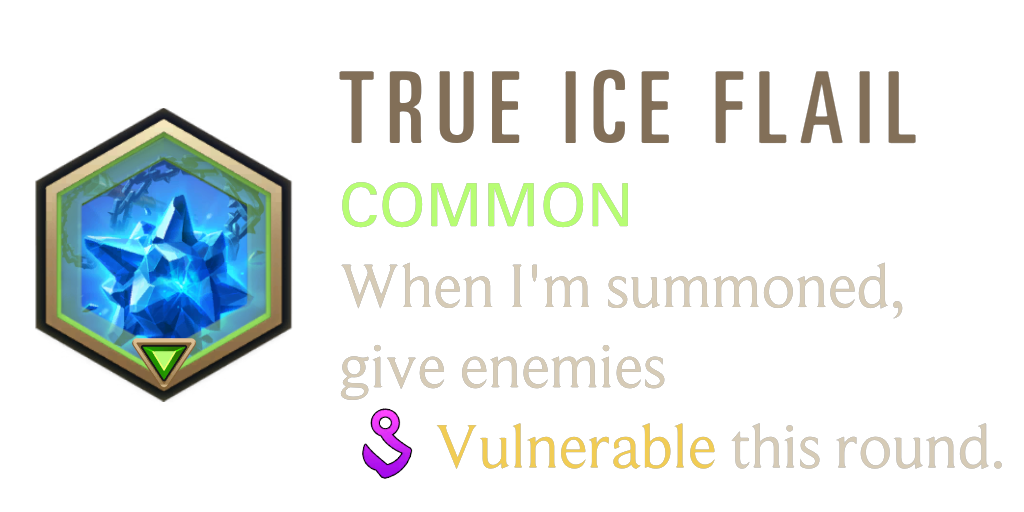 TRUE ICE FLAIL
COMMON
When I'm summoned,
give enemies
Vulnerable this round.